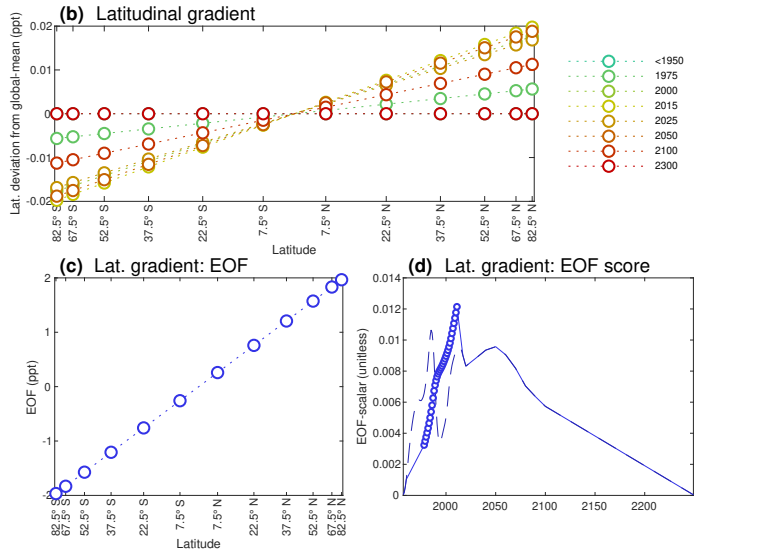 (b) Latitudinal gradient
Lat. deviation from global-mean (ppt)
0.02
0.01
0
-0.01
-0.02
82.5° S
67.5° S
52.5° S
37.5° S
22.5° S
7.5° S
7.5° N
22.5° N
37.5° N
52.5° N
67.5° N
82.5° N
Latitude
<1950
1975
2000
2015
2025
2050
2100
2300
(c) Lat. gradient: EOF
EOF (ppt)
2
1
0
-1
-2
82.5° S
67.5° S
52.5° S
37.5° S
22.5° S
7.5° S
7.5° N
22.5° N
37.5° N
52.5° N
67.5° N
82.5° N
Latitude
(d) Lat. gradient: EOF score
EOF-scalar (unitless)
0.014
0.012
0.01
0.008
0.006
0.004
0.002
0
2000
2050
2100
2150
2200